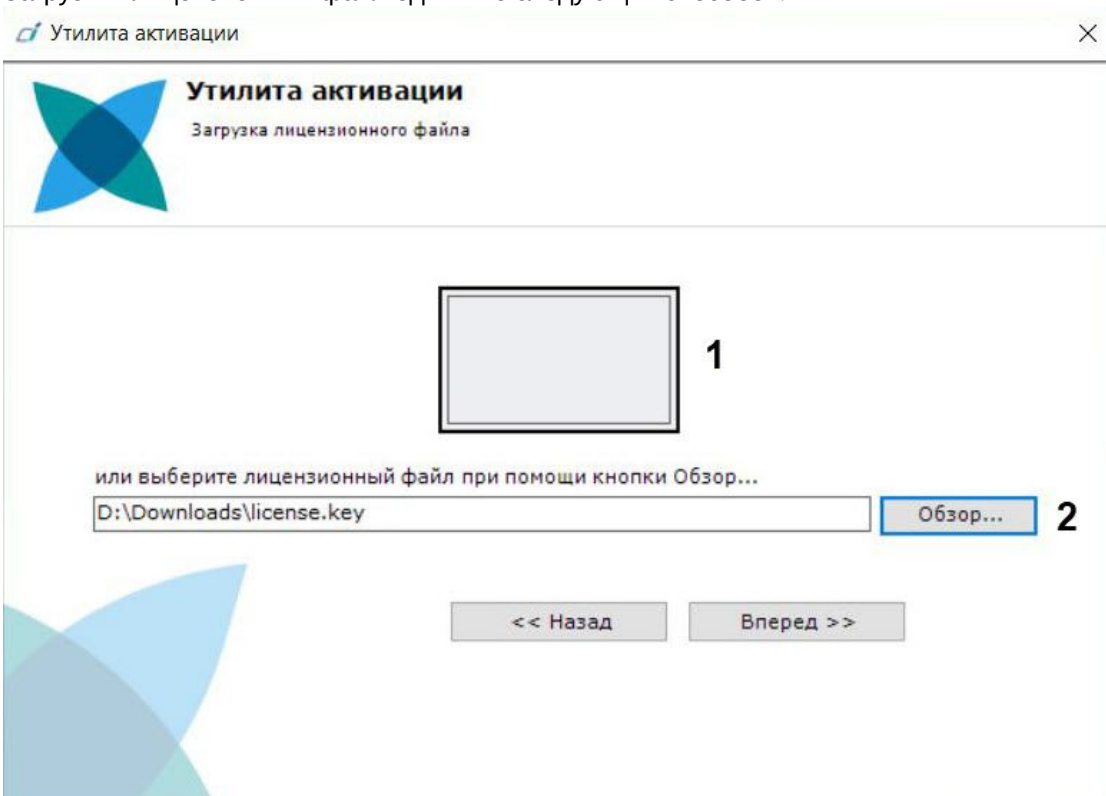 Утилита активации
Утилита активации
Загрузка лицензионного файла
1
или выберите лицензионный файл при помощи кнопки Обзор...
D:\Downloads\license.key
Обзор...
2
<< Назад
Вперед >>